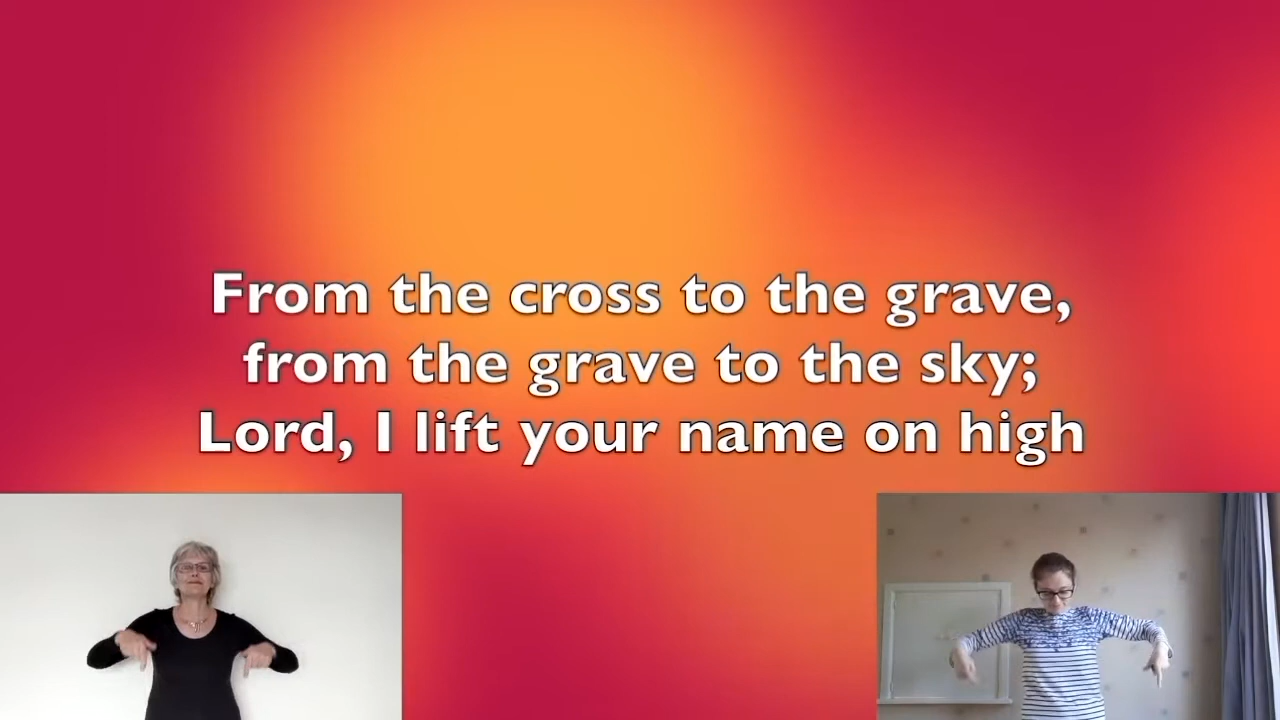 From the cross to the grave,
from the grave to the sky;
Lord, I lift your name on high